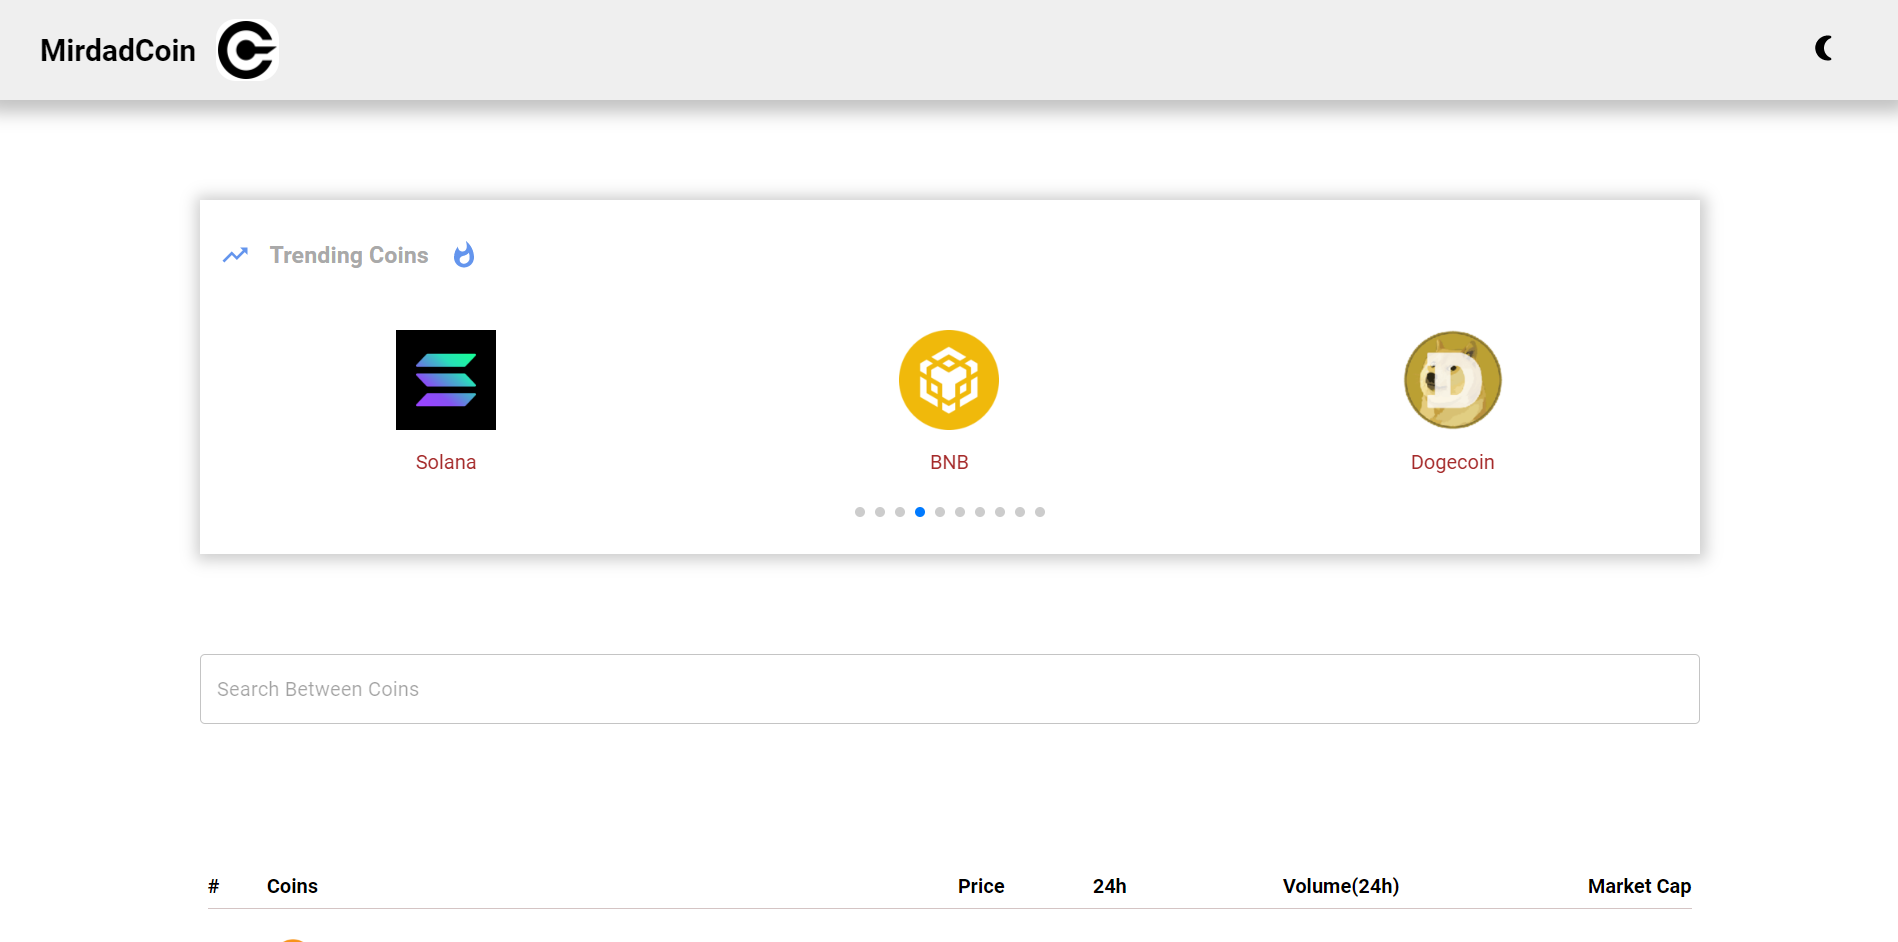 MirdadCoin
Trending Coins
Solana BNB Dogecoin
Search Between Coins
# Coins Price 24h Volume(24h) Market Cap